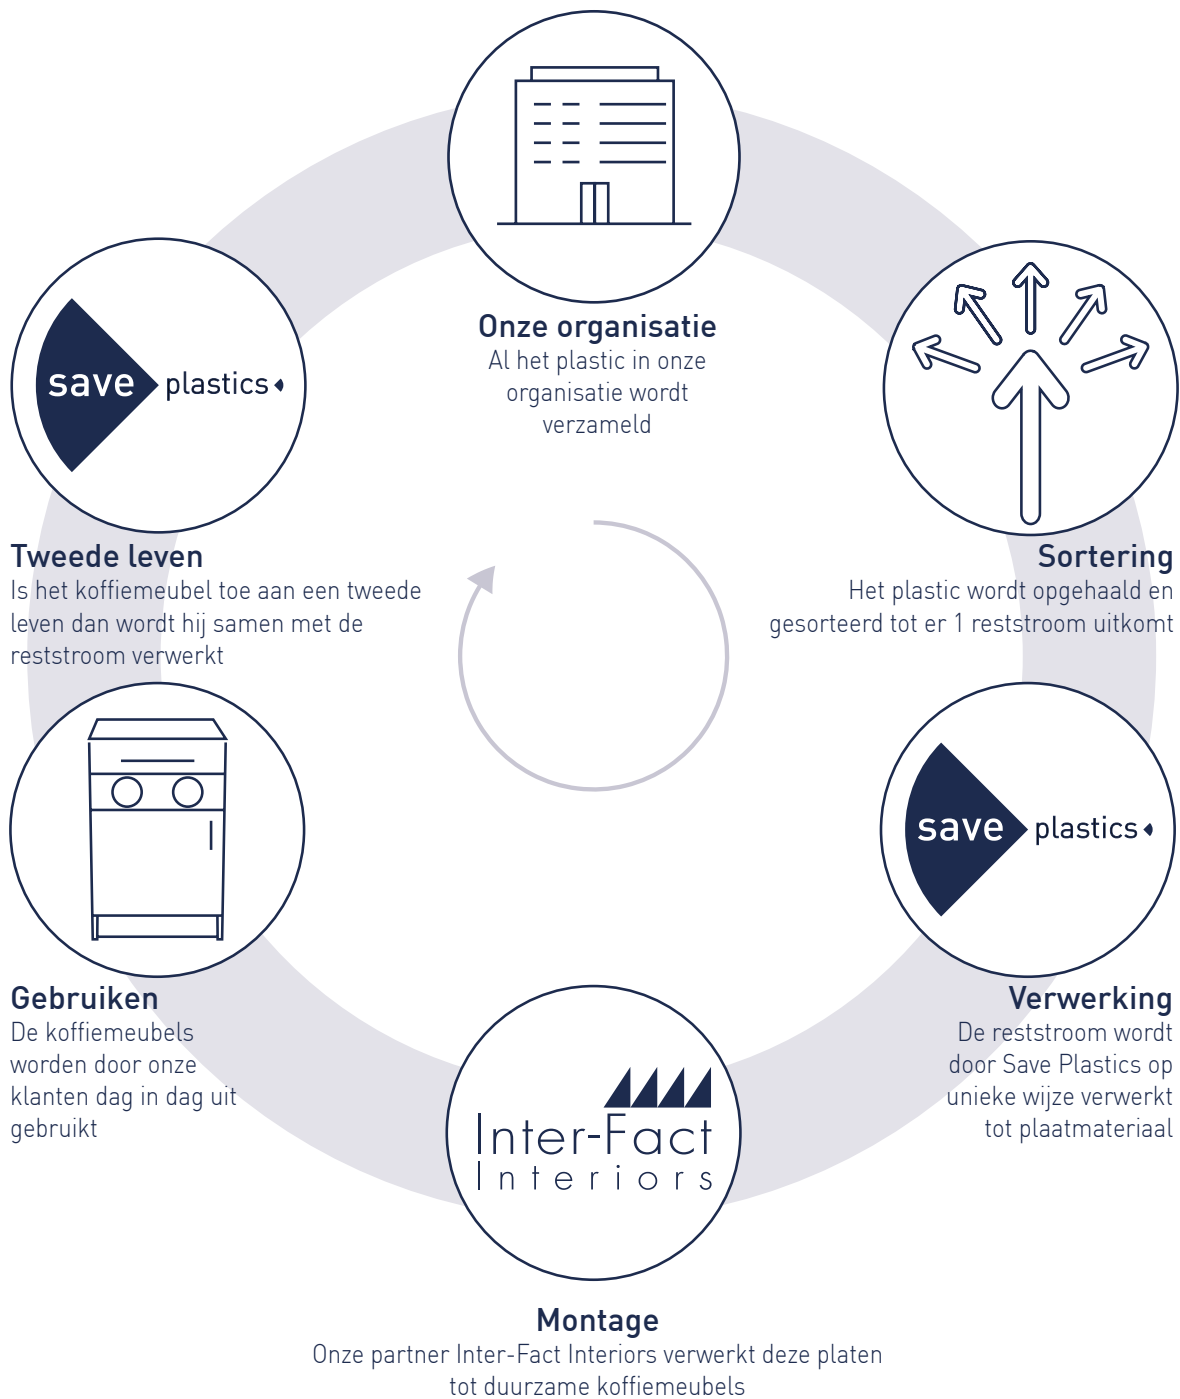 Onze organisatie
Al het plastic in onze
organisatie wordt
verzameld
Sortering
Het plastic wordt opgehaald en
gesorteerd tot er 1 reststroom uitkomt
save plastics
Verwerking
De reststroom wordt
door Save Plastics op
unieke wijze verwerkt
tot plaatmateriaal
Inter-Fact
Interiors
Montage
Onze partner Inter-Fact Interiors verwerkt deze platen
tot duurzame koffiemeubels
Gebruiken
De koffiemeubels
worden door onze
klanten dag in dag uit
gebruikt
save plastics
Tweede leven
Is het koffiemeubel toe aan een tweede
leven dan wordt hij samen met de
reststroom verwerkt